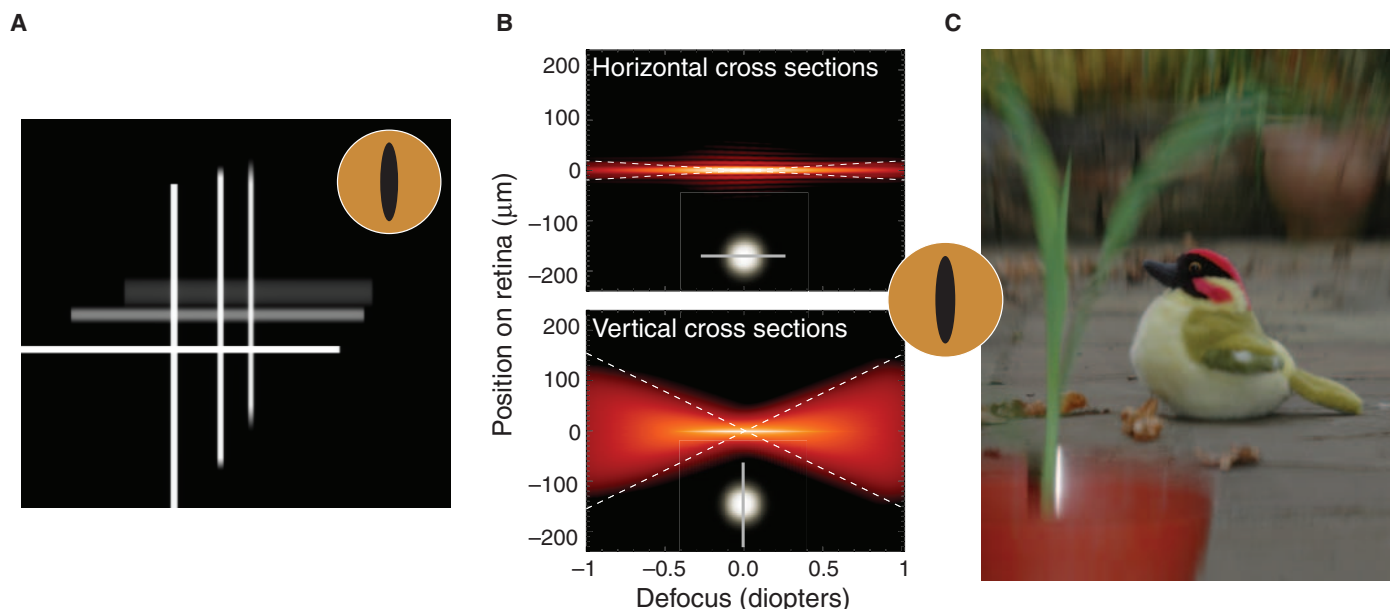 A
B
C
Horizontal cross sections
200
100
0
−100
−200
Vertical cross sections
200
100
0
−100
−200
Position on retina (µm)
−1
−0.5
0.0
0.5
1
Defocus (diopters)